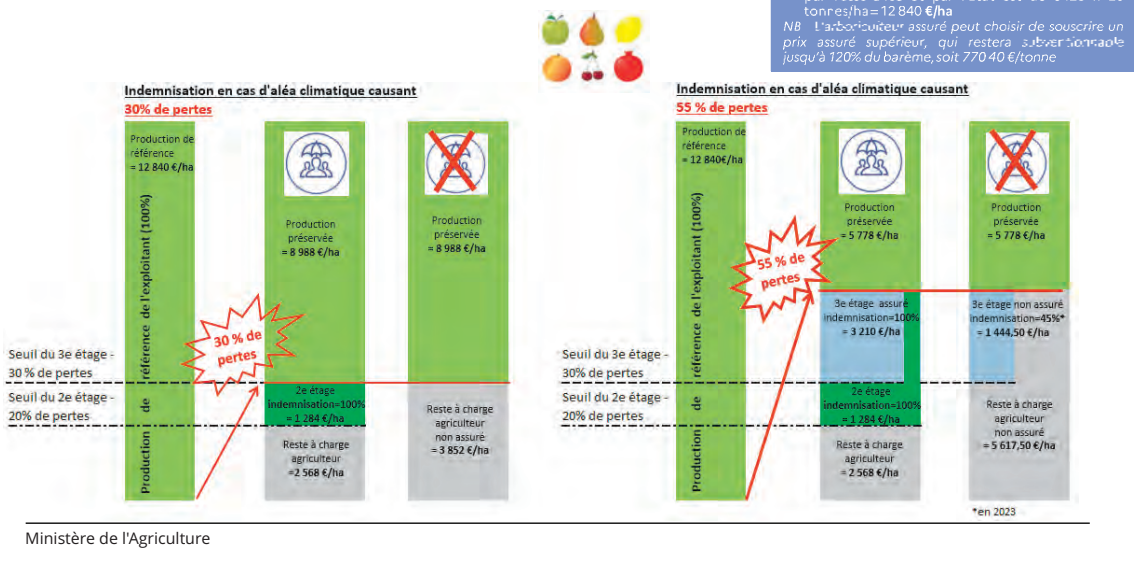 tonnes/ha=12 840 €/ha
NB L'arboriculteur assuré peut choisir de souscrire un
prix assuré supérieur, qui restera subventionnable
jusqu'à 120% du barème, soit 770 40 €/tonne
Indemnisation en cas d'aléa climatique causant
30% de pertes
Production de
référence
= 12 840 €/ha
Production de référence de l'exploitant (100%)
Production
préservée
= 8 988 €/ha
Production
préservée
= 8 988 €/ha
30 % de
pertes
Seuil du 3e étage -
30 % de pertes
Seuil du 2e étage -
20% de pertes
2e étage
indemnisation=100%
= 1 284 €/ha
Reste à charge
agriculteur
=2 568 €/ha
Reste à charge
agriculteur
non assuré
= 3 852 €/ha
Indemnisation en cas d'aléa climatique causant
55 % de pertes
Production de
référence
= 12 840€/ha
Production de référence de l'exploitant (100%)
Production
préservée
= 5 778 €/ha
Production
préservée
= 5 778 €/ha
55 % de
pertes
3e étage assuré
indemnisation=100%
= 3 210 €/ha
3e étage non assuré
indemnisation=45%*
= 1 444,50 €/ha
Seuil du 3e étage -
30% de pertes
Seuil du 2e étage -
20% de pertes
2e étage
indemnisation=100%
= 1 284 €/ha
Reste à charge
agriculteur
=2 568 €/ha
Reste à charge
agriculteur
non assuré
= 5 617,50 €/ha
*en 2023
Ministère de l'Agriculture